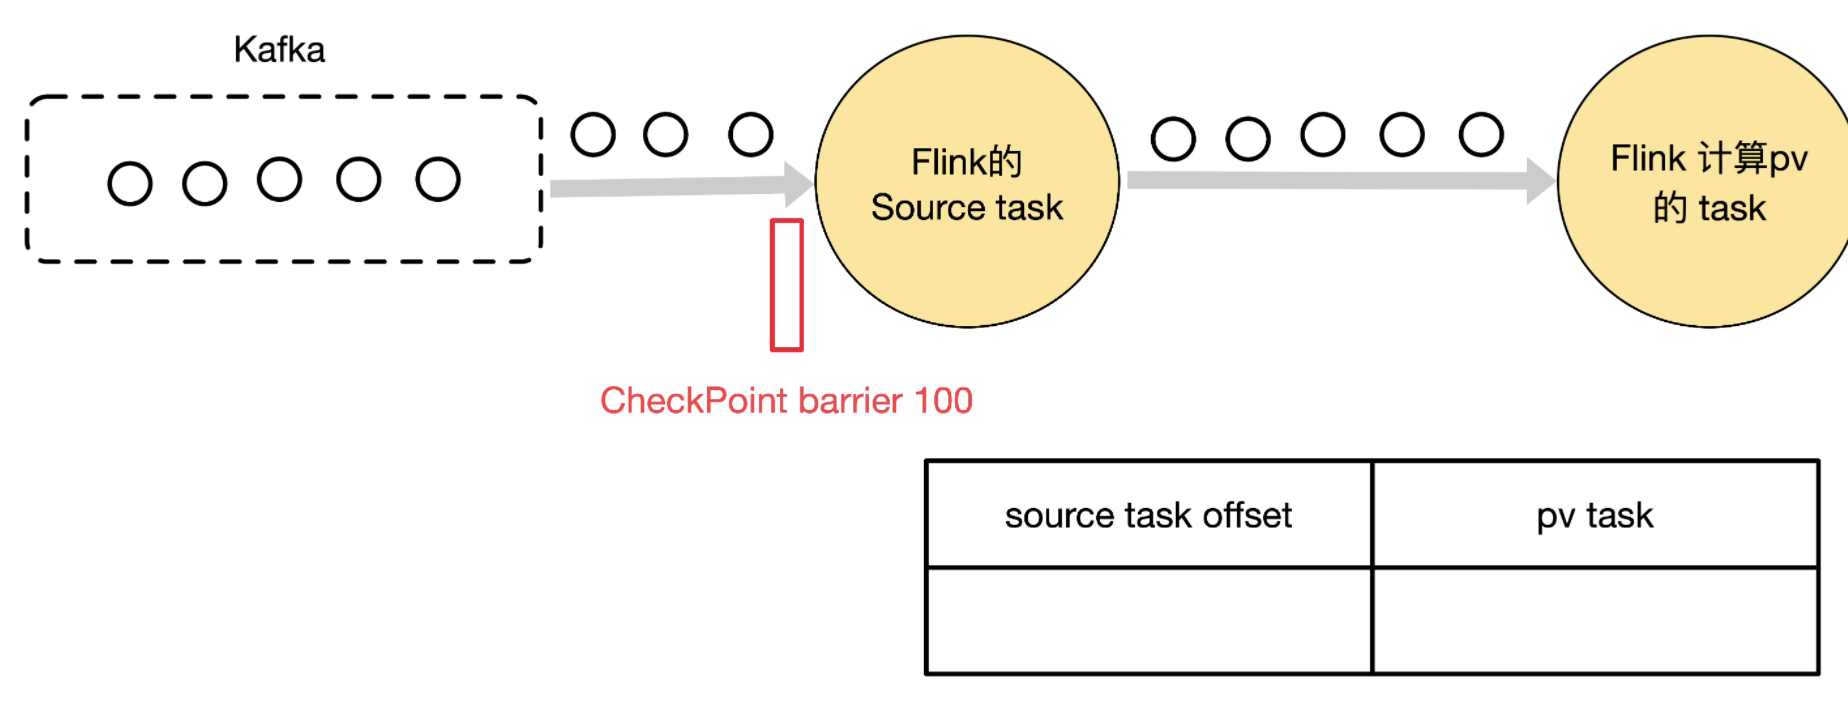 Kafka
Flink的
Source task
Flink 计算pv
的 task
CheckPoint barrier 100
source task offset
pv task